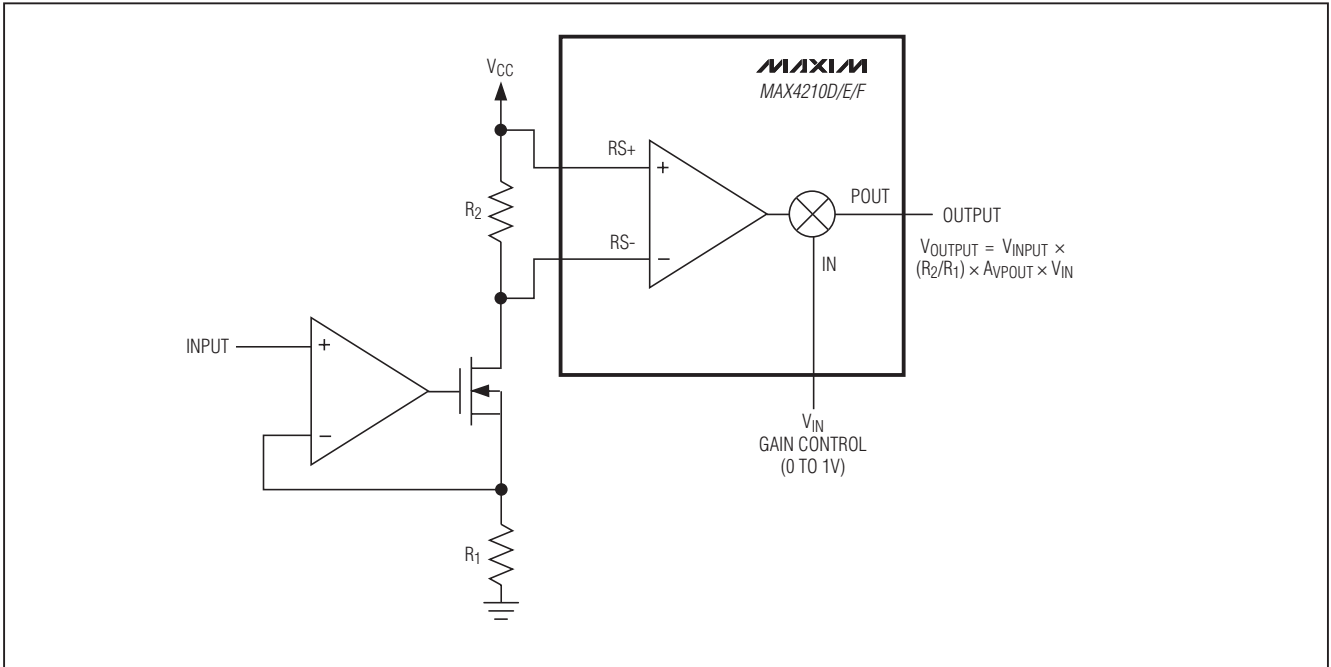 VCC
MAXIM
MAX4210D/E/F
RS+
+
R2
POUT
OUTPUT
RS-
−
IN
VOUTPUT = VINPUT ×
(R2/R1) × AVPOUT × VIN
INPUT
+
−
VIN
GAIN CONTROL
(0 TO 1V)
R1